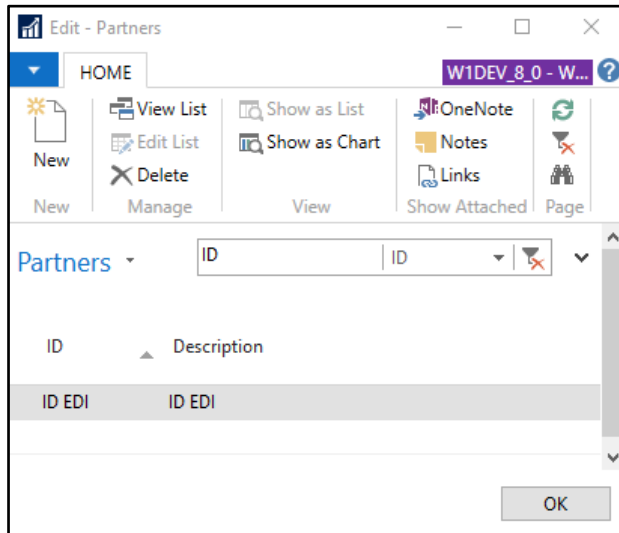 Edit - Partners
HOME
W1DEV_8_0 - W...
New
View List
Edit List
Delete
Show as List
Show as Chart
OneNote
Notes
Links
New
Manage
View
Show Attached
Page
Partners
ID
ID
ID
Description
ID EDI
ID EDI
OK